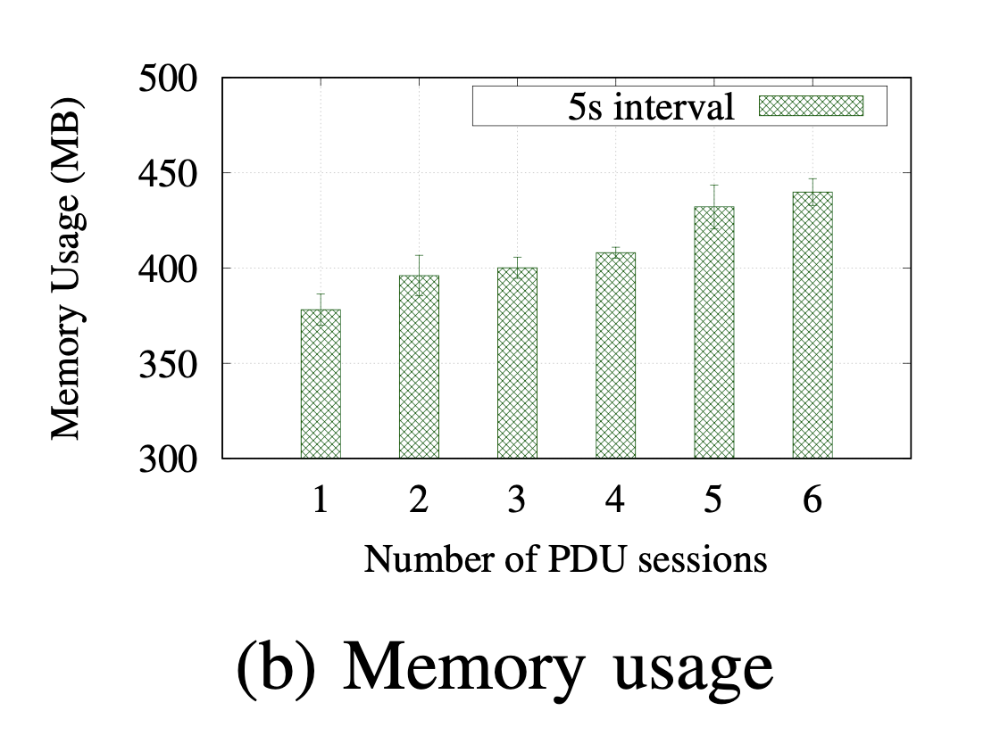 Memory Usage (MB)
500
450
400
350
300
5s interval
1 2 3 4 5 6
Number of PDU sessions
(b) Memory usage